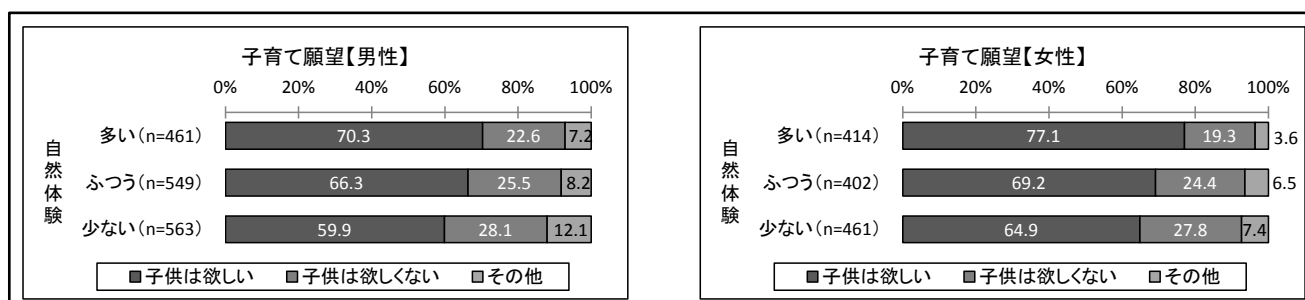 子育て願望【男性】
0% 20% 40% 60% 80% 100%
自然体験
多い(n=461) 70.3 22.6 7.2
ふつう(n=549) 66.3 25.5 8.2
少ない(n=563) 59.9 28.1 12.1
■子供は欲しい ■子供は欲しくない ■その他
子育て願望【女性】
0% 20% 40% 60% 80% 100%
自然体験
多い(n=414) 77.1 19.3 3.6
ふつう(n=402) 69.2 24.4 6.5
少ない(n=461) 64.9 27.8 7.4
■子供は欲しい ■子供は欲しくない ■その他